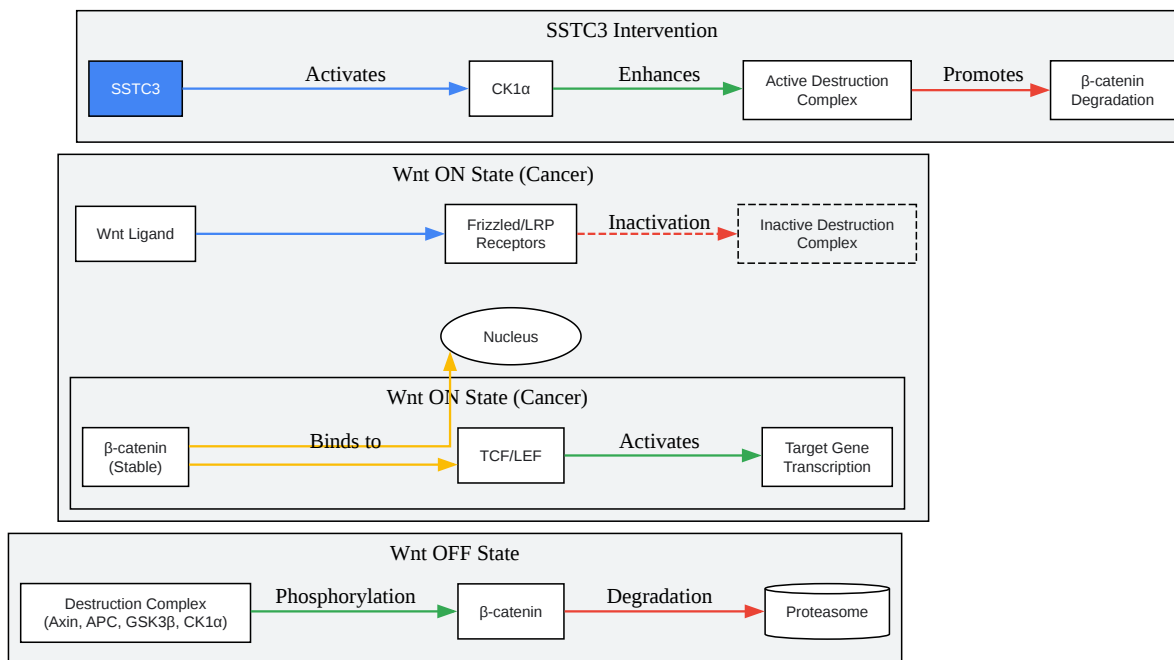 SSTC3 Intervention
SSTC3
Activates
CK1α
Enhances
Active Destruction
Complex
Promotes
β-catenin
Degradation
Wnt ON State (Cancer)
Wnt Ligand
Frizzled/LRP
Receptors
Inactivation
Inactive Destruction
Complex
Nucleus
Wnt ON State (Cancer)
β-catenin
(Stable)
Binds to
TCF/LEF
Activates
Target Gene
Transcription
Wnt OFF State
Destruction Complex
(Axin, APC, GSK3β, CK1α)
Phosphorylation
β-catenin
Degradation
Proteasome